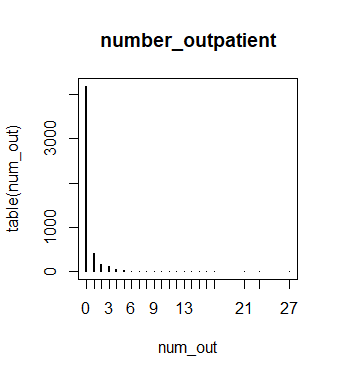 number_outpatient
table(num_out)
3000
1000
0
0 3 6 9 13 21 27
num_out